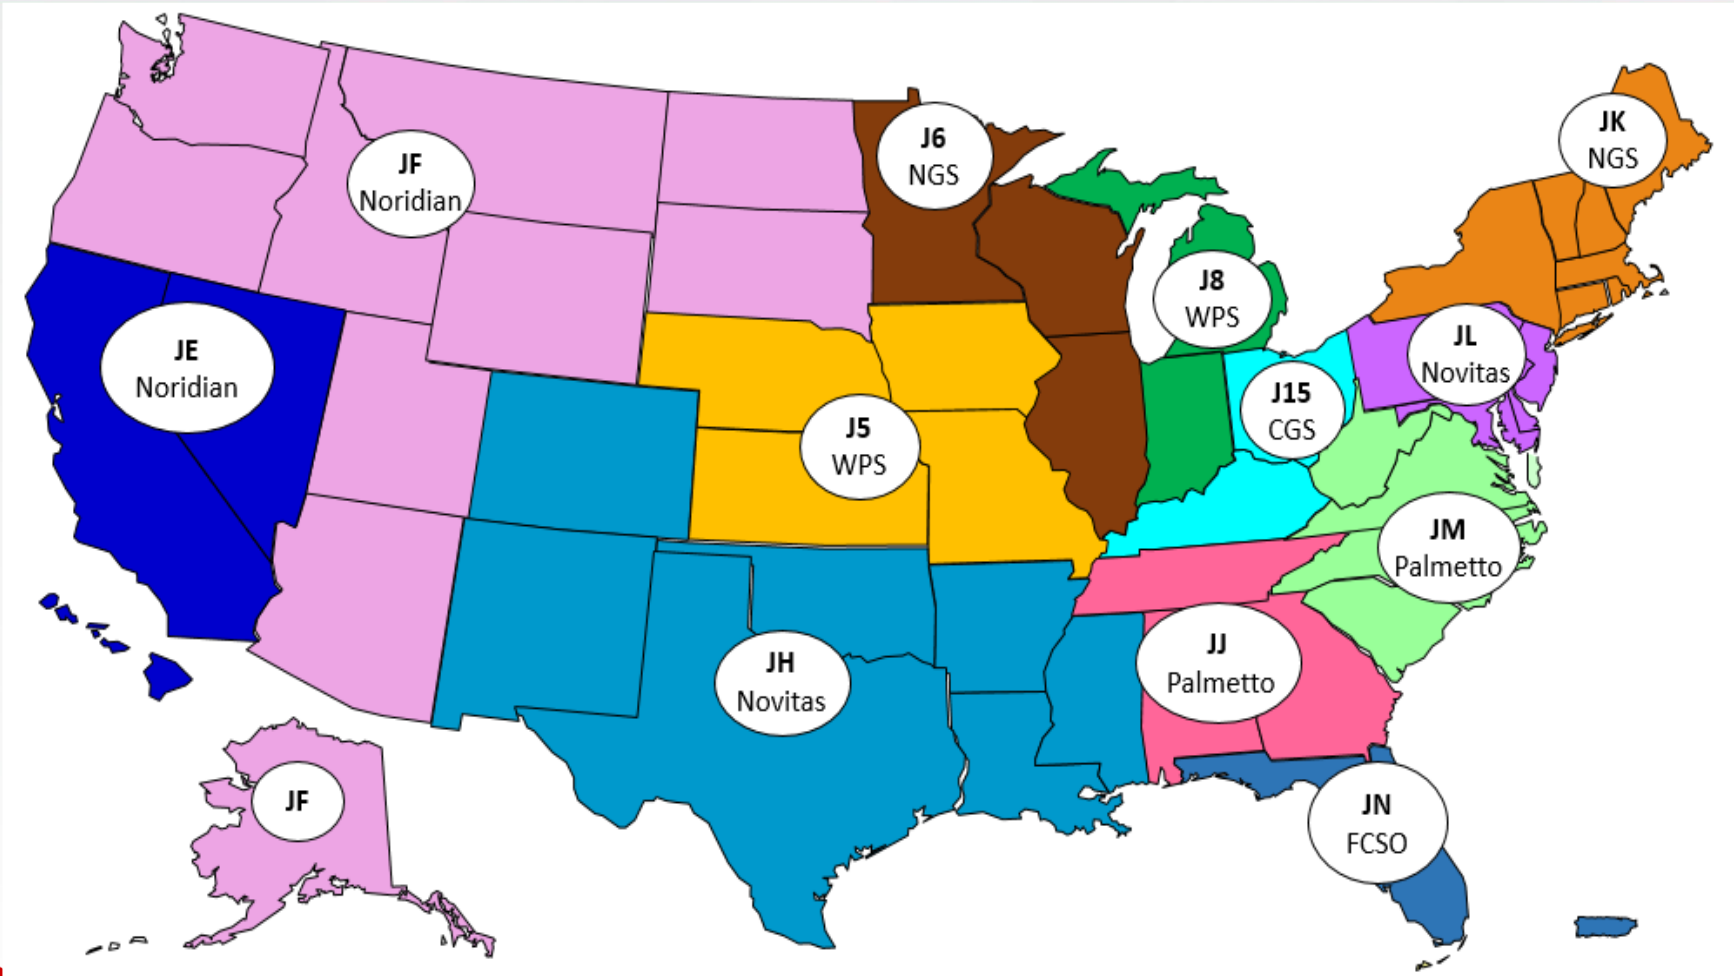 JF
Noridian
J6
NGS
JK
NGS
J8
WPS
JE
Noridian
JL
Novitas
J15
CGS
J5
WPS
JM
Palmetto
JH
Novitas
JJ
Palmetto
JF
JN
FCSO